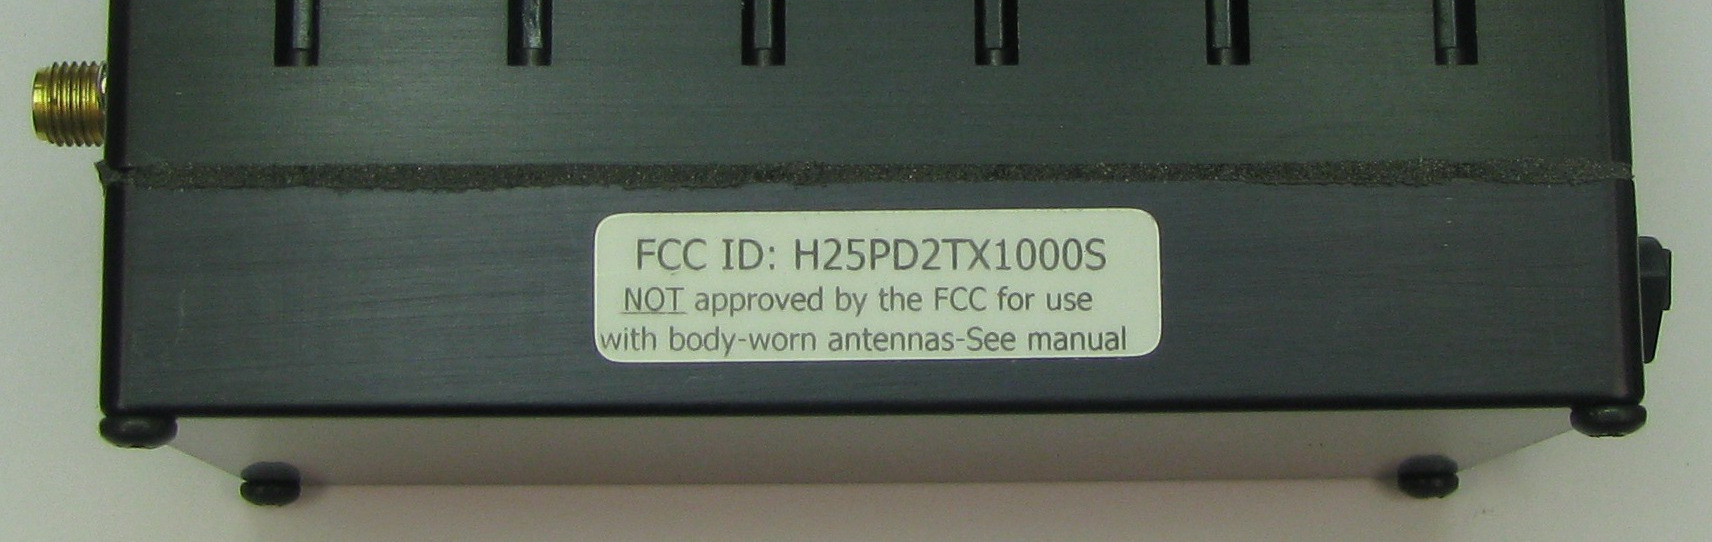 FCC ID: H25PD2TX1000S
NOT approved by the FCC for use
with body-worn antennas-See manual